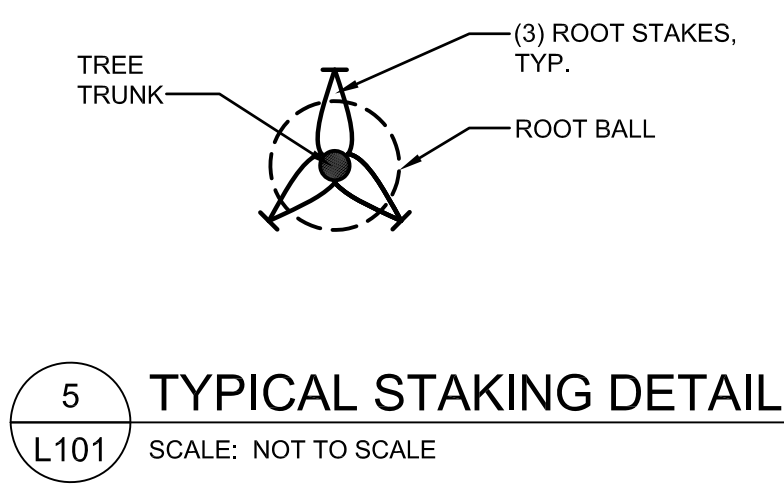 (3) ROOT STAKES,
TYP.
TREE
TRUNK
ROOT BALL
5
L101
TYPICAL STAKING DETAIL
SCALE: NOT TO SCALE